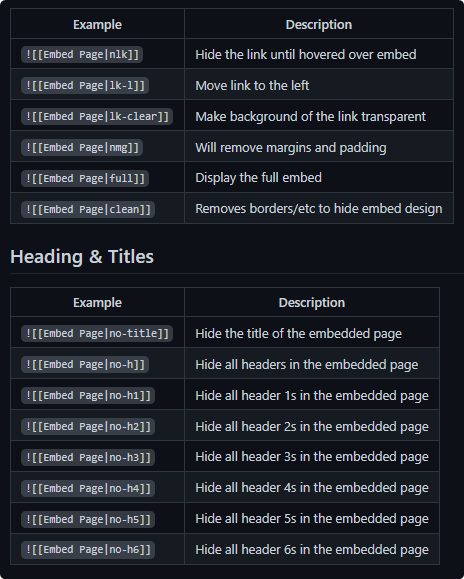 Example Description
![[Embed Page|nlk]] Hide the link until hovered over embed
![[Embed Page|lk-l]] Move link to the left
![[Embed Page|lk-clear]] Make background of the link transparent
![[Embed Page|nmg]] Will remove margins and padding
![[Embed Page|full]] Display the full embed
![[Embed Page|clean]] Removes borders/etc to hide embed design
Heading & Titles
Example Description
![[Embed Page|no-title]] Hide the title of the embedded page
![[Embed Page|no-h]] Hide all headers in the embedded page
![[Embed Page|no-h1]] Hide all header 1s in the embedded page
![[Embed Page|no-h2]] Hide all header 2s in the embedded page
![[Embed Page|no-h3]] Hide all header 3s in the embedded page
![[Embed Page|no-h4]] Hide all header 4s in the embedded page
![[Embed Page|no-h5]] Hide all header 5s in the embedded page
![[Embed Page|no-h6]] Hide all header 6s in the embedded page